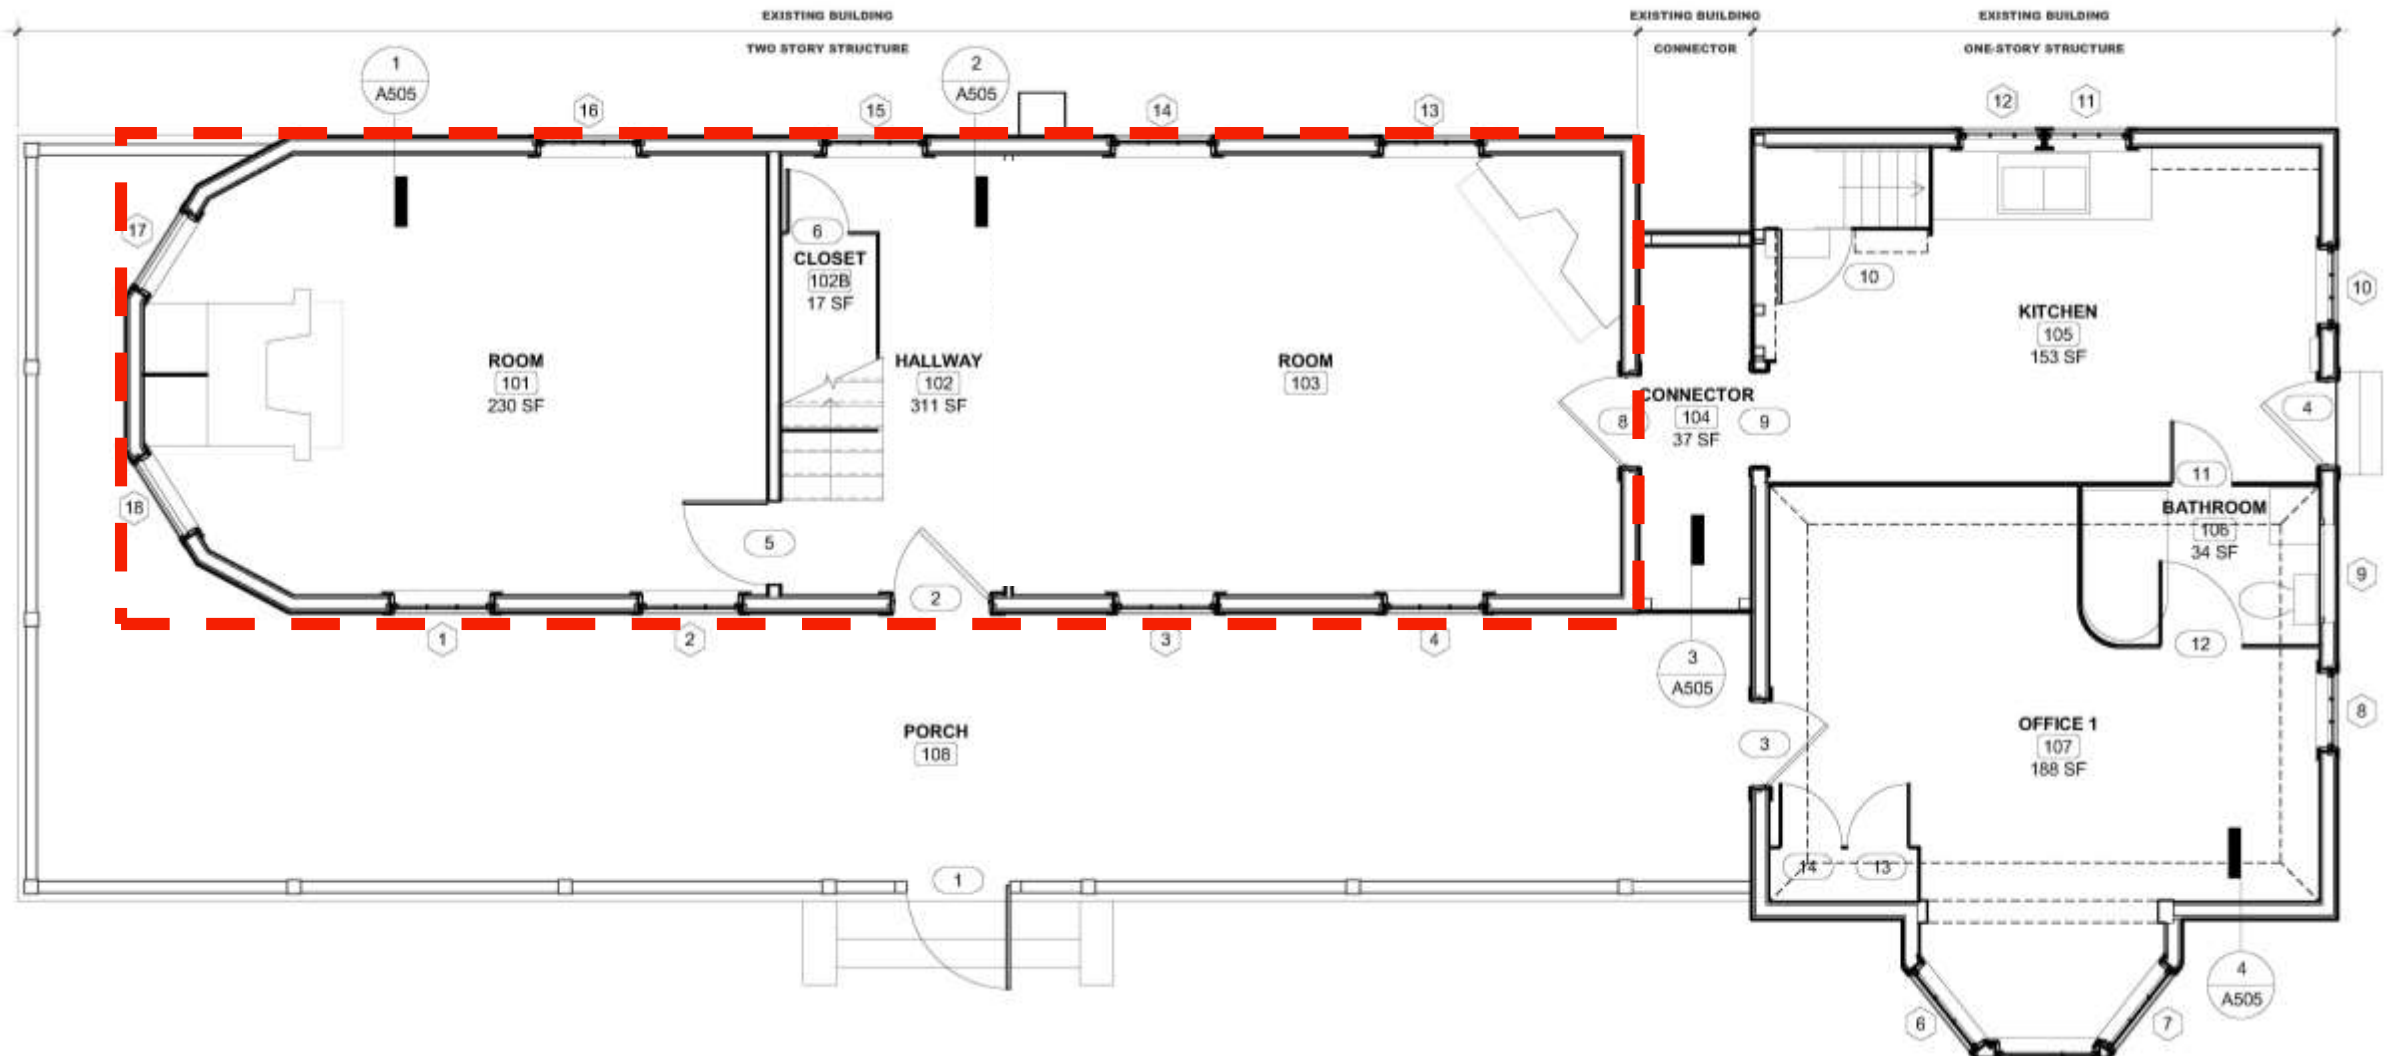 EXISTING BUILDING
EXISTING BUILDING
EXISTING BUILDING
TWO STORY STRUCTURE
CONNECTOR
ONE-STORY STRUCTURE
1
A505
2
A505
16
15
14
13
12
11
17
18
6
CLOSET
102B
17 SF
ROOM
101
230 SF
HALLWAY
102
311 SF
ROOM
103
8
CONNECTOR
104
37 SF
9
10
KITCHEN
105
153 SF
10
4
11
BATHROOM
106
34 SF
9
12
5
2
1
2
3
4
3
A505
PORCH
108
3
OFFICE 1
107
188 SF
8
14
13
1
4
A505
6
7